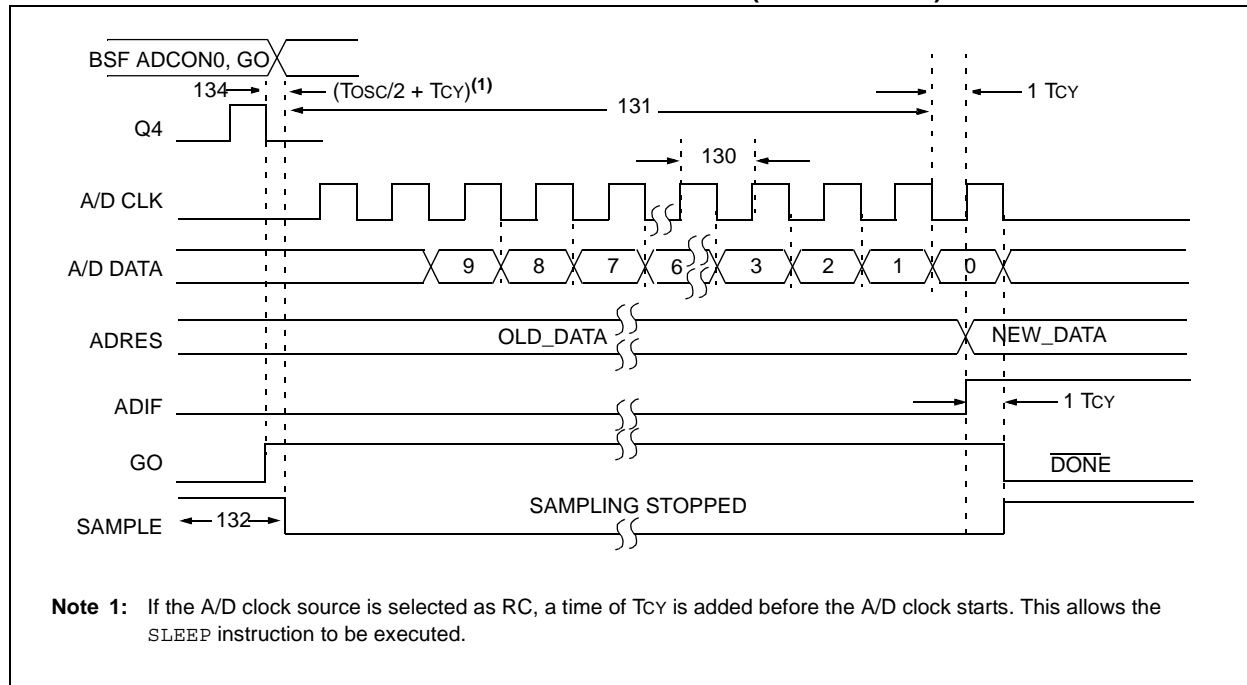 BSF ADCON0, GO
134
(TOSC/2 + TCY)(1)
131
1 TCY
Q4
130
A/D CLK
A/D DATA
9 8 7 6 3 2 1 0
ADRES
OLD_DATA
NEW_DATA
ADIF
1 TCY
GO
DONE
SAMPLE
132
SAMPLING STOPPED
Note 1: If the A/D clock source is selected as RC, a time of TCY is added before the A/D clock starts. This allows the
SLEEP instruction to be executed.